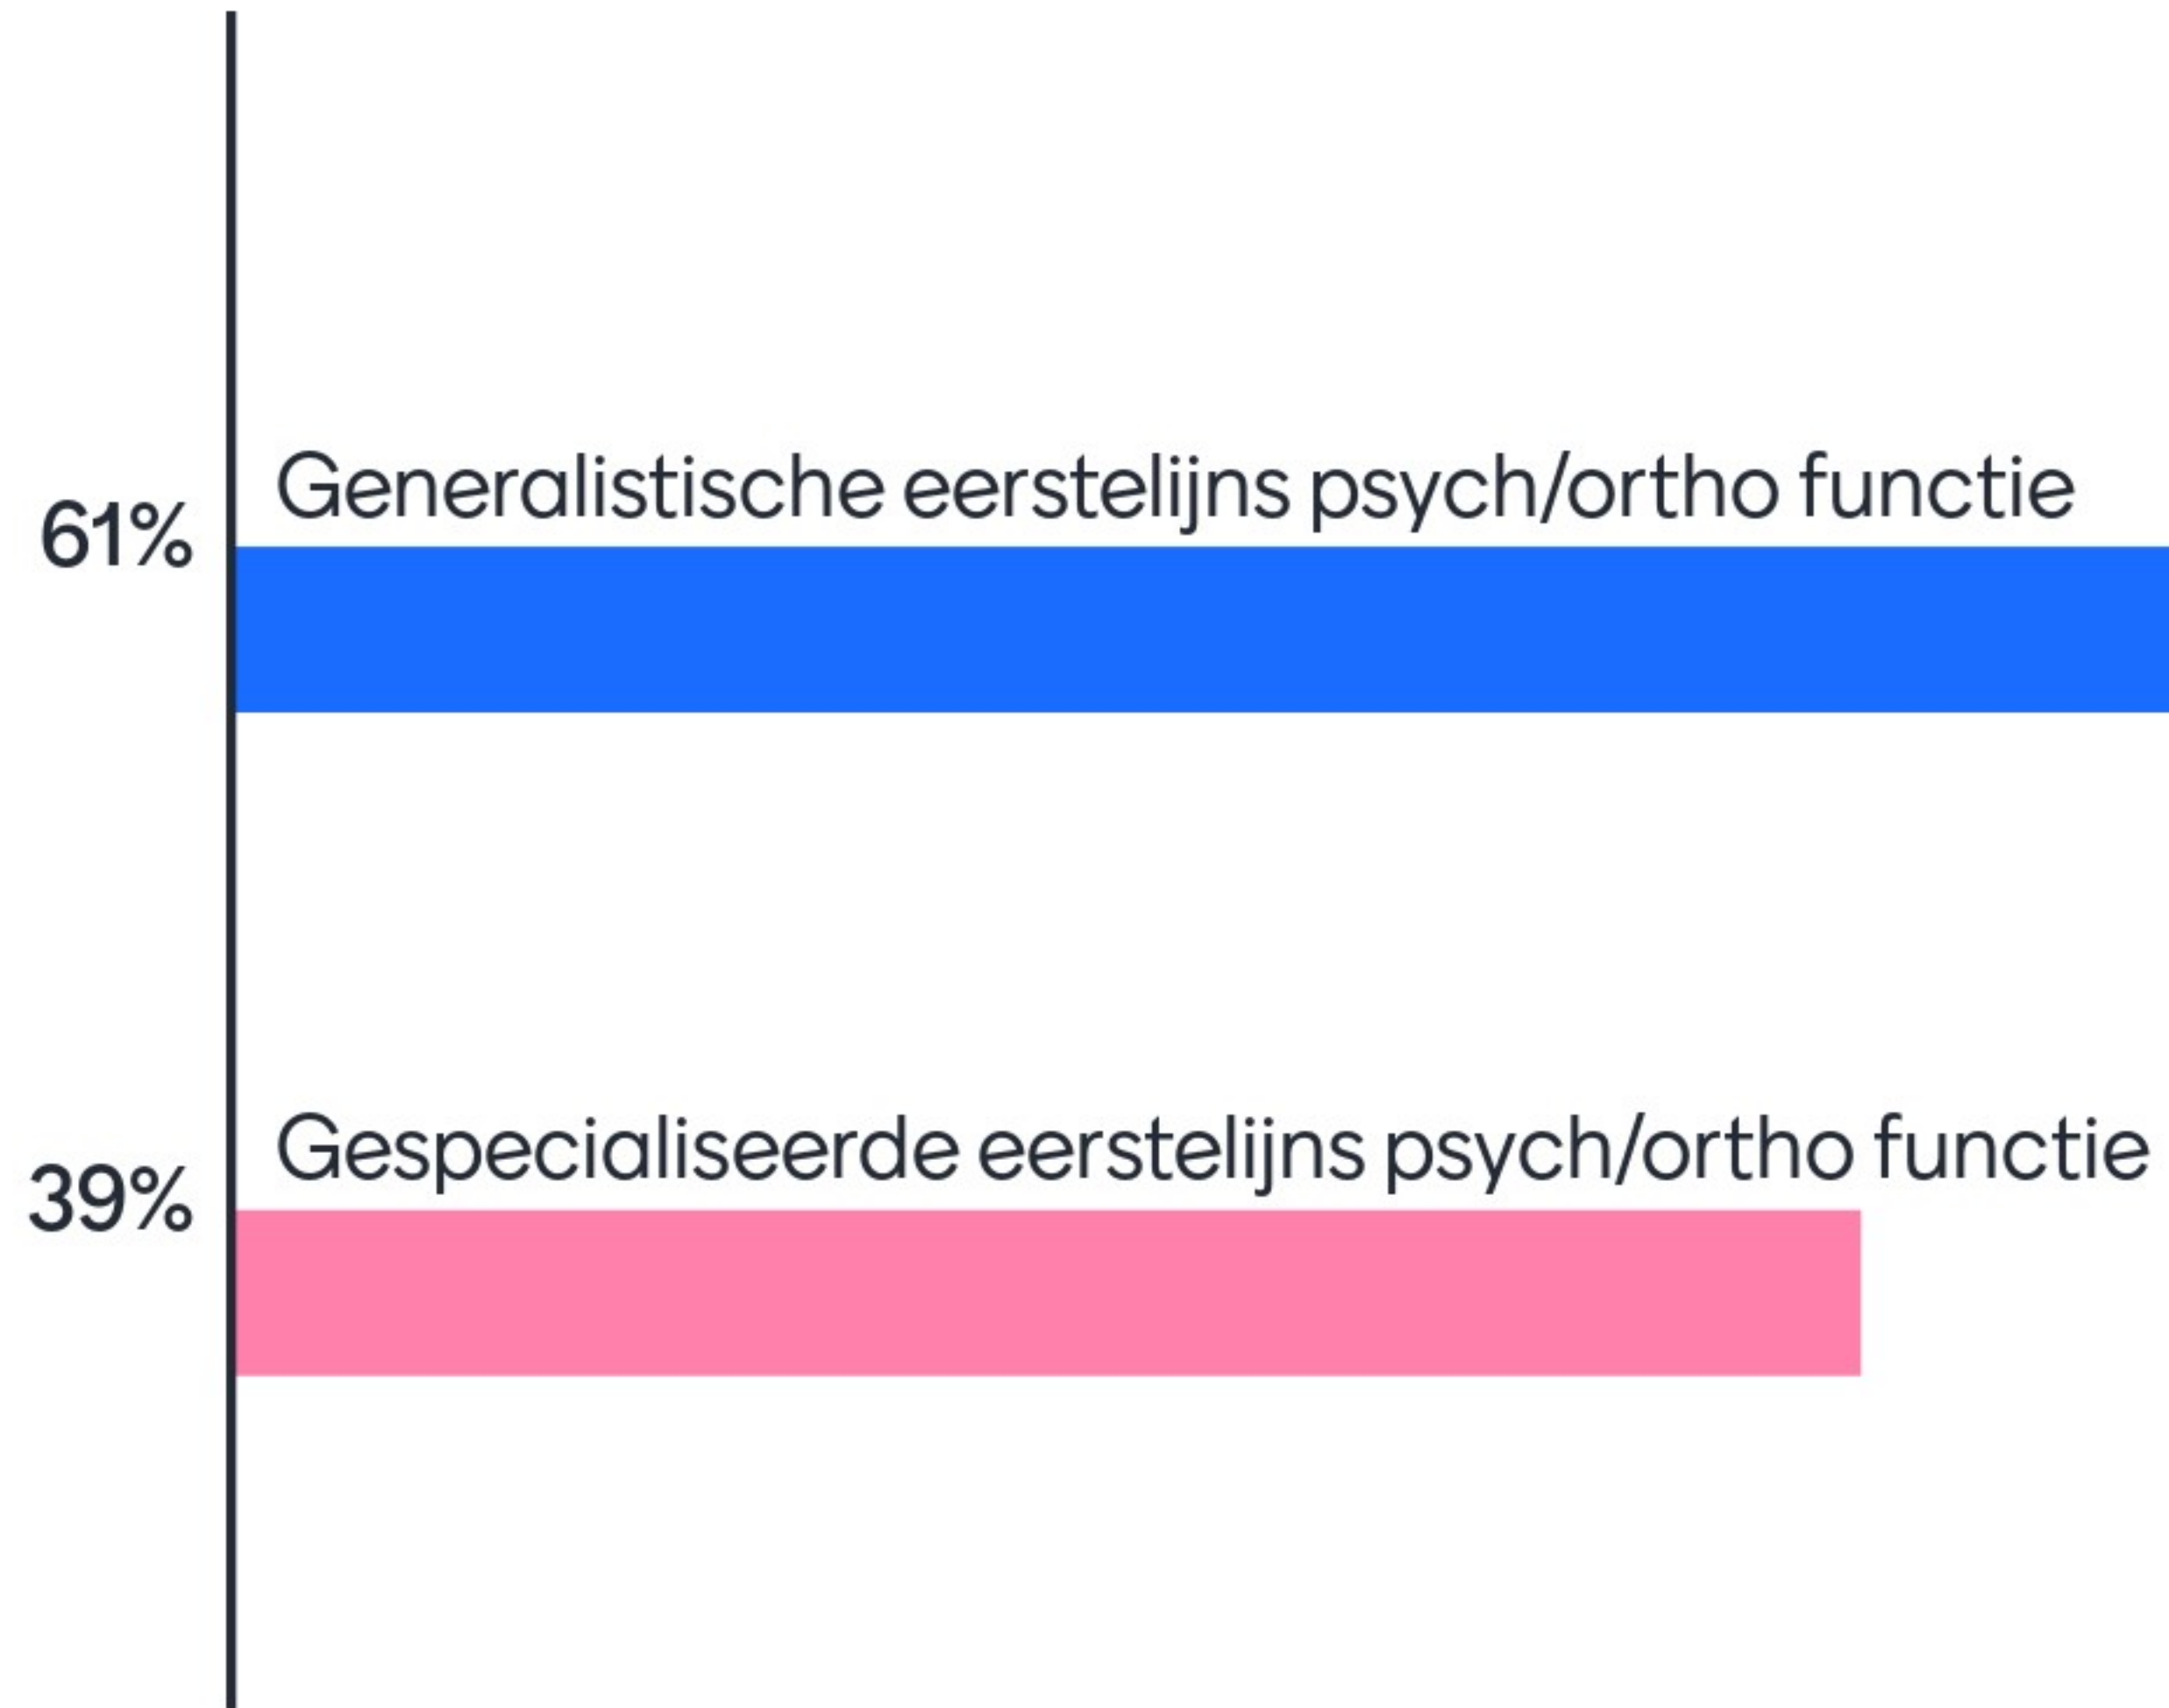 Generalistische eerstelijns psych/ortho functie
61%
Gespecialiseerde eerstelijns psych/ortho functie
39%